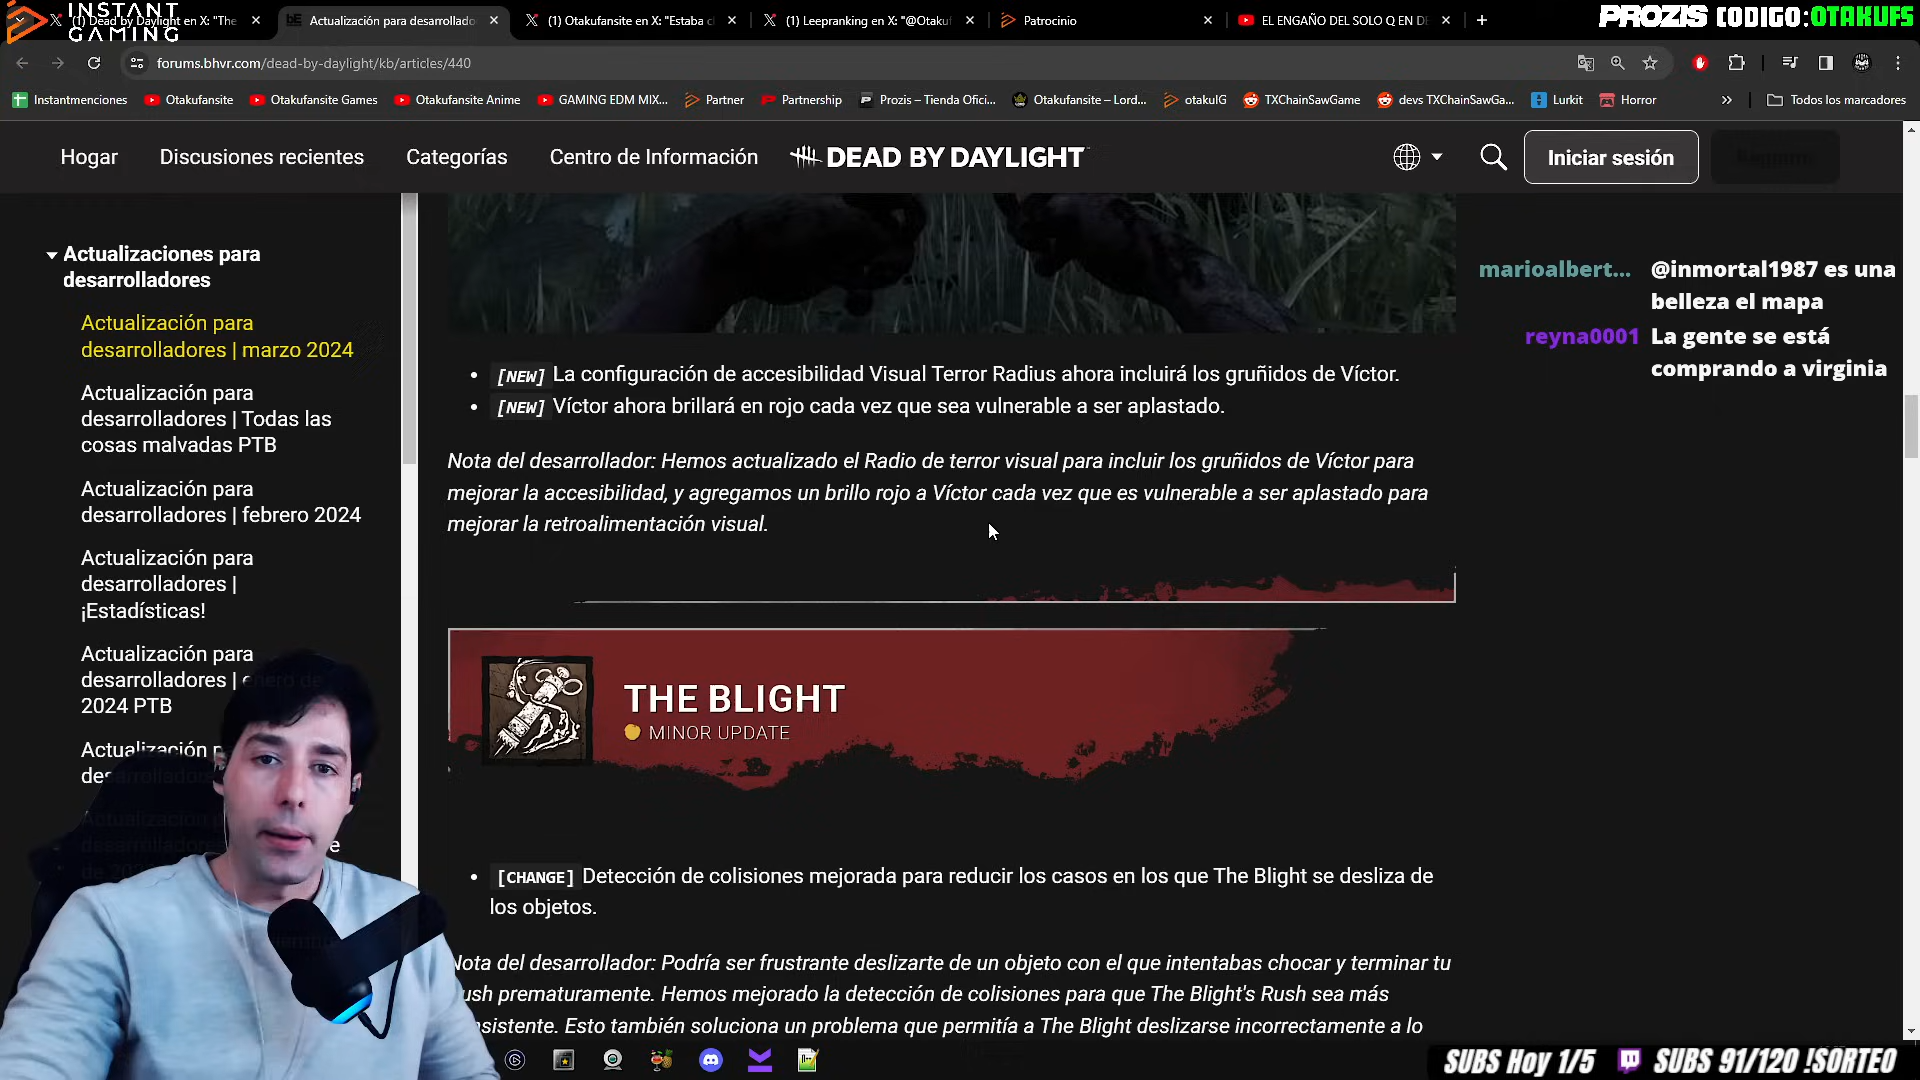 INSTANT GAMING
(1) Dead by Daylight en X: "The
Actualización para desarrollado
(1) Otakufansite en X: "Estaba c
(1) Leepranking en X: "@Otaku
Patrocinio
EL ENGAÑO DEL SOLO Q EN D
PROZIS CODIGO:OTAKUFS
forums.bhvr.com/dead-by-daylight/kb/articles/440
Instantmenciones
Otakufansite
Otakufansite Games
Otakufansite Anime
GAMING EDM MIX...
Partner
Partnership
Prozis – Tienda Ofici...
Otakufansite – Lord...
otakuIG
TXChainSawGame
devs TXChainSawGa...
Lurkit
Horror
Todos los marcadores
Hogar
Discusiones recientes
Categorías
Centro de Información
DEAD BY DAYLIGHT
Iniciar sesión
Actualizaciones para
desarrolladores
Actualización para
desarrolladores | marzo 2024
Actualización para
desarrolladores | Todas las
cosas malvadas PTB
Actualización para
desarrolladores | febrero 2024
Actualización para
desarrolladores |
¡Estadísticas!
Actualización para
desarrolladores | enero de
2024 PTB
[NEW] La configuración de accesibilidad Visual Terror Radius ahora incluirá los gruñidos de Víctor.
[NEW] Víctor ahora brillará en rojo cada vez que sea vulnerable a ser aplastado.
Nota del desarrollador: Hemos actualizado el Radio de terror visual para incluir los gruñidos de Víctor para
mejorar la accesibilidad, y agregamos un brillo rojo a Víctor cada vez que es vulnerable a ser aplastado para
mejorar la retroalimentación visual.
THE BLIGHT
MINOR UPDATE
[CHANGE] Detección de colisiones mejorada para reducir los casos en los que The Blight se desliza de
los objetos.
Nota del desarrollador: Podría ser frustrante deslizarte de un objeto con el que intentabas chocar y terminar tu
ush prematuramente. Hemos mejorado la detección de colisiones para que The Blight's Rush sea más
nsistente. Esto también soluciona un problema que permitía a The Blight deslizarse incorrectamente a lo
marioalbert... @inmortal1987 es una
belleza el mapa
reyna0001 La gente se está
comprando a virginia
SUBS Hoy 1/5 SUBS 91/120 !SORTEO